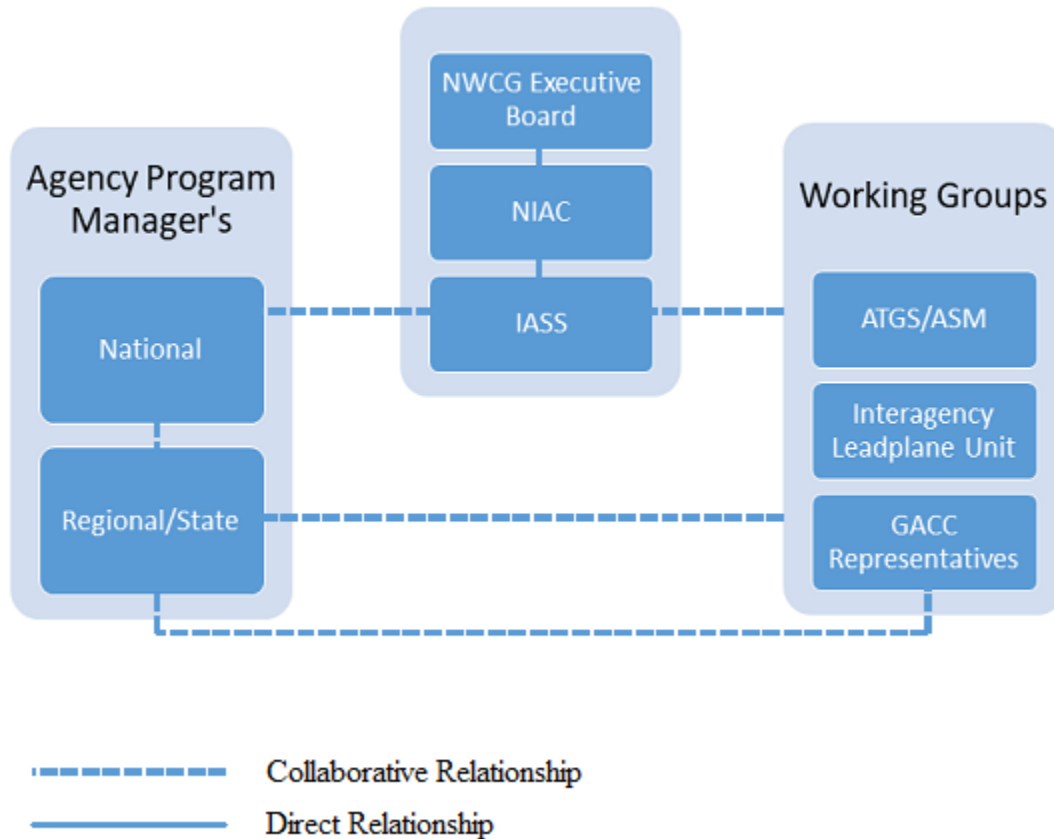 NWCG Executive
Board
NIAC
IASS
Agency Program
Manager's
National
Regional/State
Working Groups
ATGS/ASM
Interagency
Leadplane Unit
GACC
Representatives
Collaborative Relationship
Direct Relationship